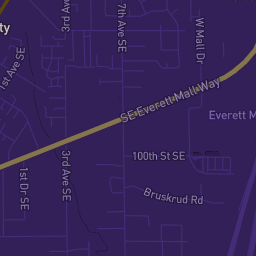 3rd Ave SE
7th Ave SE
W Mall Dr
ty
1st Ave SE
SE Everett Mall Way
Everett M
100th St SE
3rd Ave SE
1st Dr SE
Bruskrud Rd